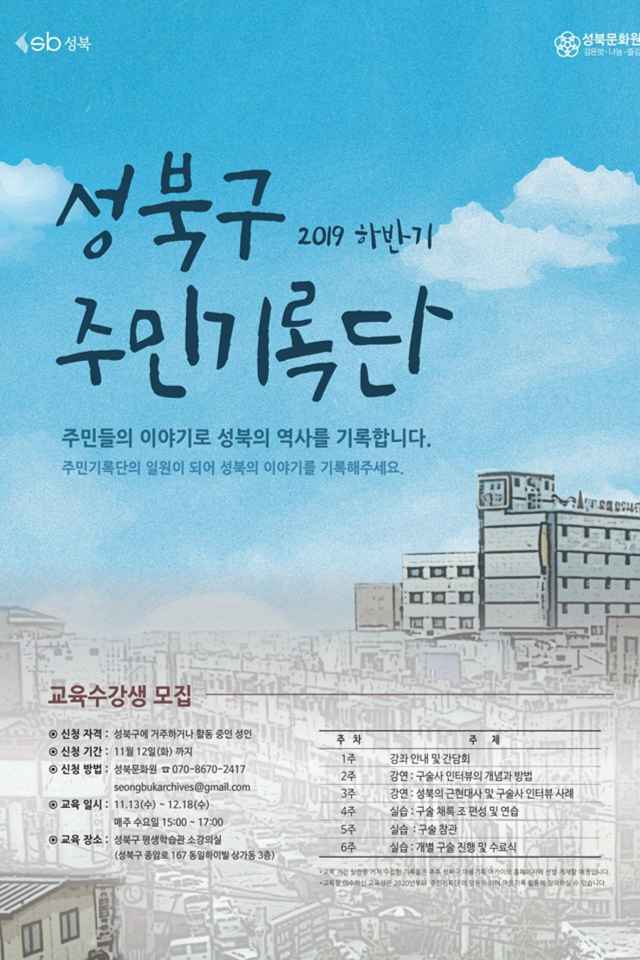 sb 성북
성북문화원
성북구
2019 하반기
주민기록단
주민들의 이야기로 성북의 역사를 기록합니다.
주민기록단의 일원이 되어 성북의 이야기를 기록해주세요.
교육수강생 모집
신청 자격 : 성북구에 거주하거나 활동 중인 성인
신청 기간 : 11월 12일(화) 까지
신청 방법 : 성북문화원 ☎ 070-8670-2417
seongbukarchives@gmail.com
교육 일시 : 11.13(수) ~ 12.18(수)
매주 수요일 15:00 ~ 17:00
교육 장소 : 성북구 평생학습관 소강의실
(성북구 종암로 167 동일하이빌 상가동 3층)
주 차 주 제
1주 강좌 안내 및 간담회
2주 강연 : 구술사 인터뷰의 개념과 방법
3주 강연 : 성북의 근현대사 및 구술사 인터뷰 사례
4주 실습 : 구술 채록 조 편성 및 연습
5주 실습 : 구술 참관
6주 실습 : 개별 구술 진행 및 수료식